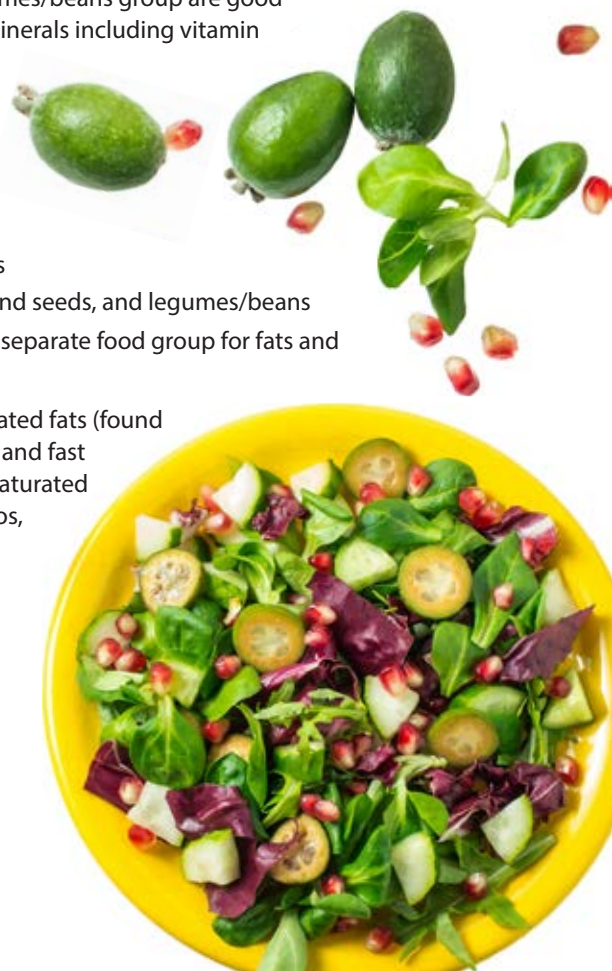 mes/beans group are good
inerals including vitamin
s
nd seeds, and legumes/beans
separate food group for fats and
ated fats (found
and fast
aturated
os,